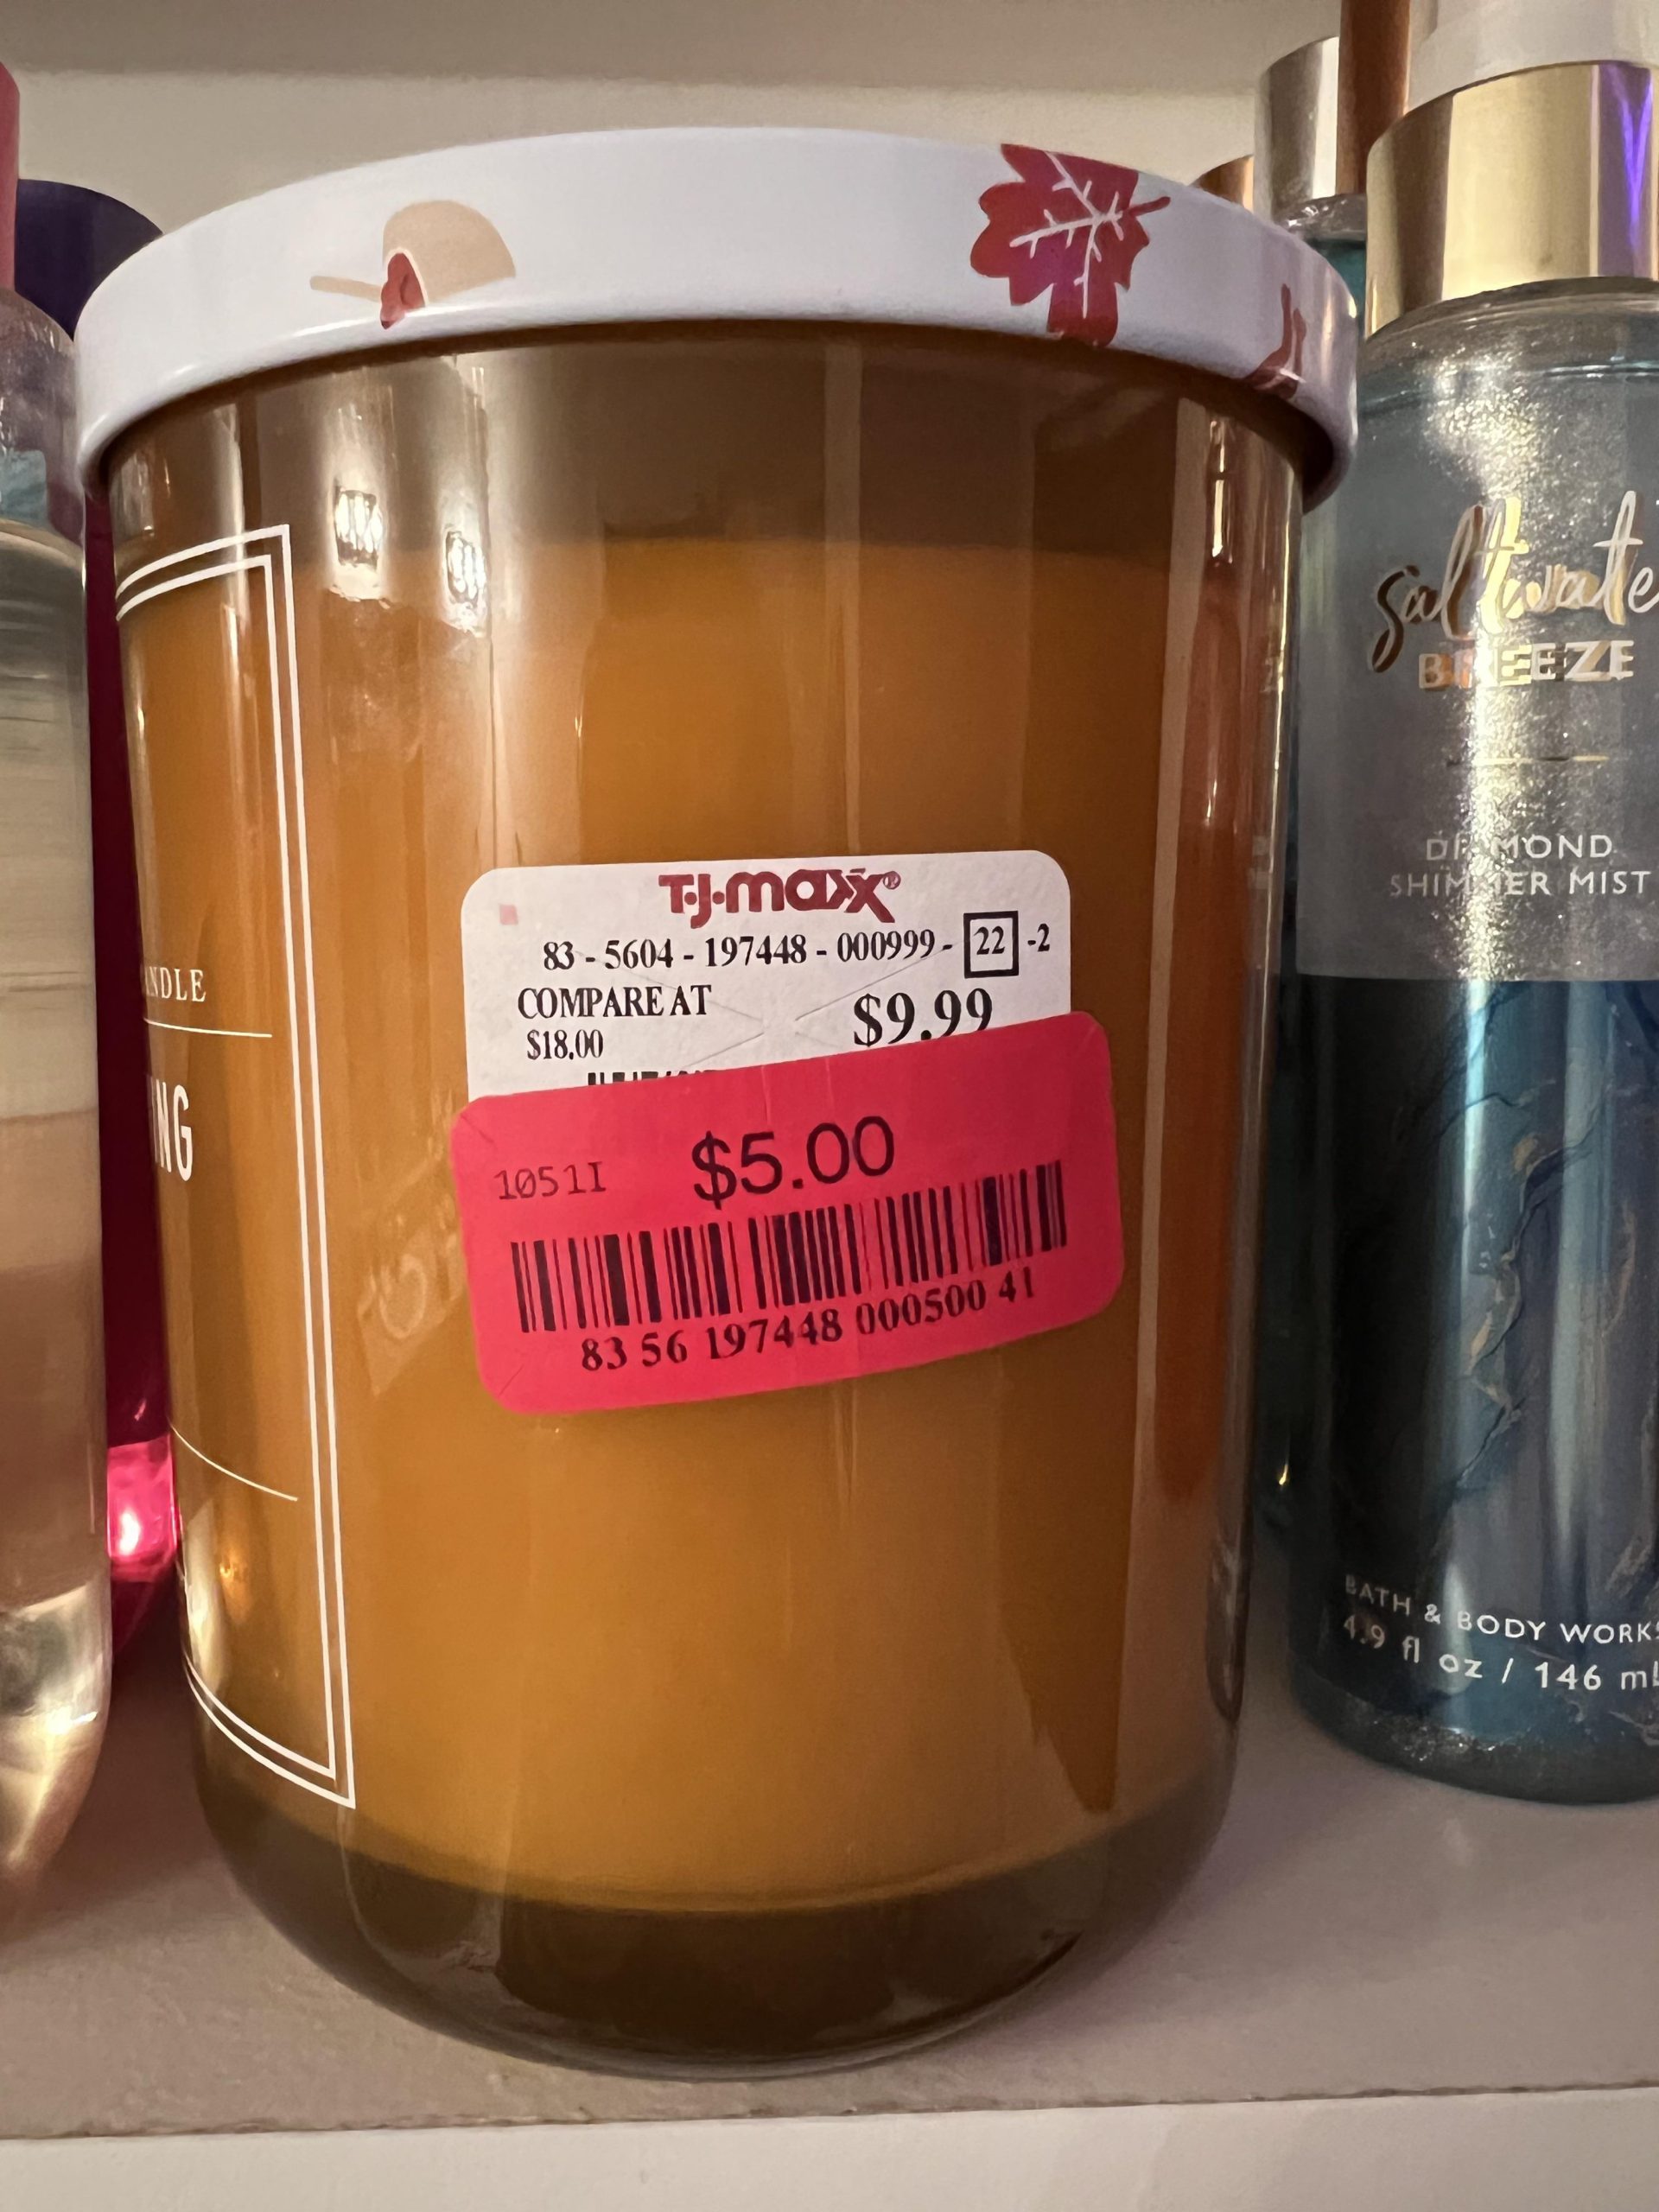 T·J·maxx®
83 - 5604 - 197448 - 000999 - 22 -2
COMPARE AT
$18.00
$9.99
10511 $5.00
83 56 197448 000500 41
BREEZE
DIAMOND
SHIMMER MIST
BATH & BODY WORKS
4.9 fl oz / 146 mL